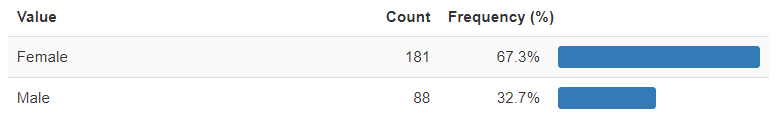 Value Count Frequency (%)
Female 181 67.3%
Male 88 32.7%